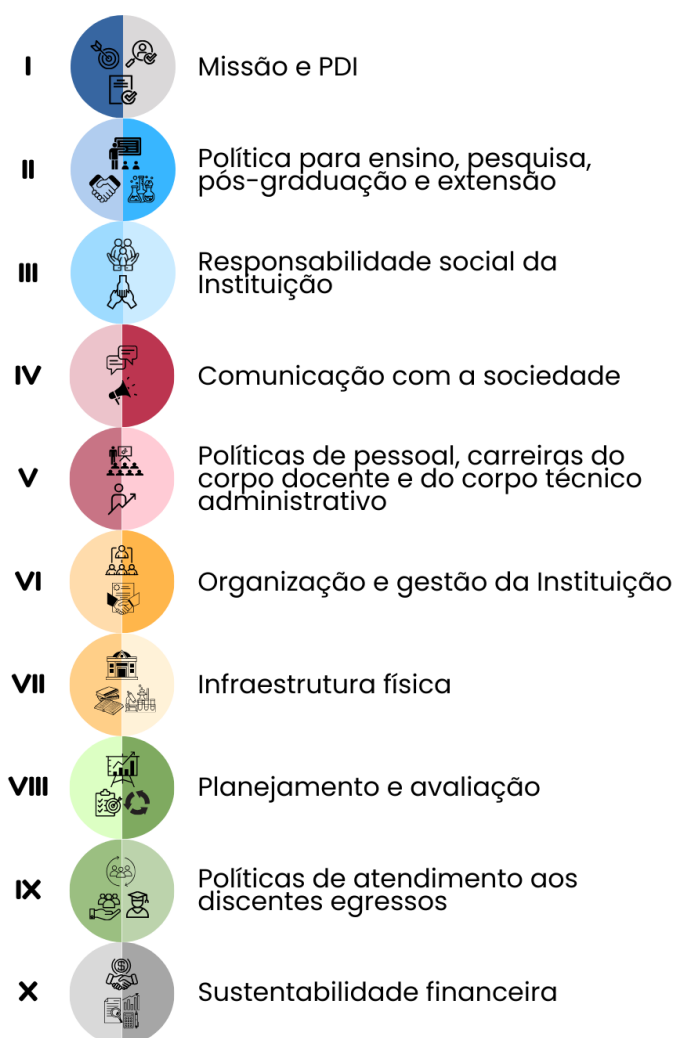 I
Missão e PDI
II
Política para ensino, pesquisa,
pós-graduação e extensão
III
Responsabilidade social da
Instituição
IV
Comunicação com a sociedade
V
Políticas de pessoal, carreiras do
corpo docente e do corpo técnico
administrativo
VI
Organização e gestão da Instituição
VII
Infraestrutura física
VIII
Planejamento e avaliação
IX
Políticas de atendimento aos
discentes egressos
X
Sustentabilidade financeira